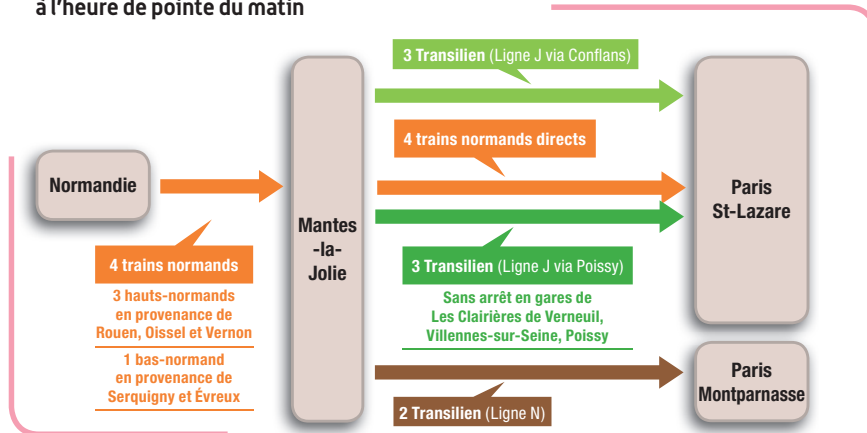 à l'heure de pointe du matin
3 Transilien (Ligne J via Conflans)
4 trains normands directs
Normandie
Mantes
-la-
Jolie
Paris
St-Lazare
4 trains normands
3 hauts-normands
en provenance de
Rouen, Oissel et Vernon
1 bas-normand
en provenance de
Serquigny et Évreux
3 Transilien (Ligne J via Poissy)
Sans arrêt en gares de
Les Clairières de Verneuil,
Villennes-sur-Seine, Poissy
2 Transilien (Ligne N)
Paris
Montparnasse